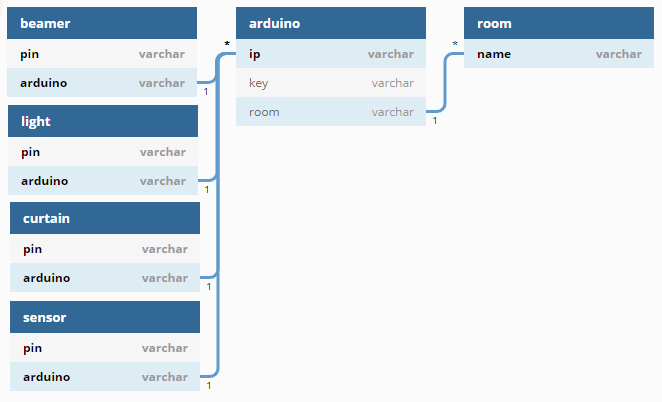 beamer
pin varchar
arduino varchar
1
light
pin varchar
arduino varchar
1
curtain
pin varchar
arduino varchar
1
sensor
pin varchar
arduino varchar
1
*
arduino
ip varchar
key varchar
room varchar
1
*
room
name varchar